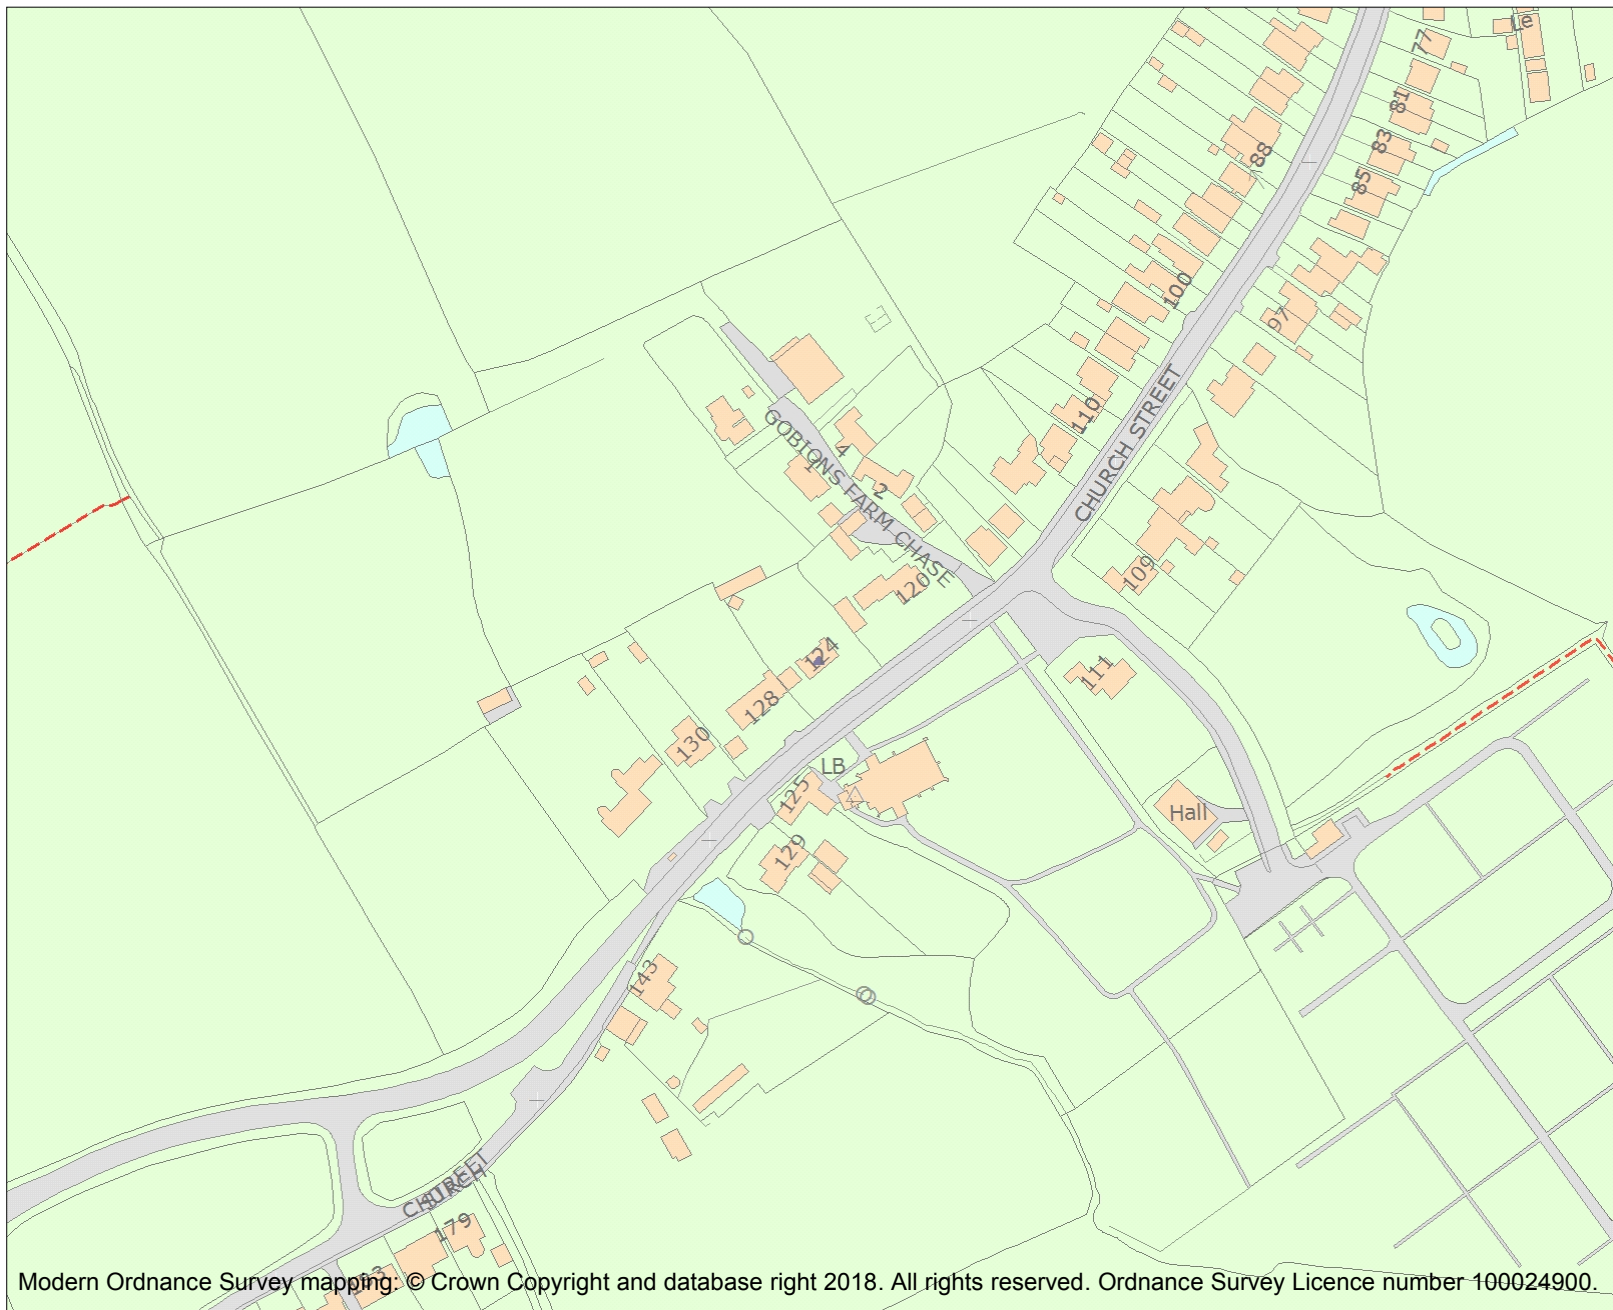 Le
77
81
83
88
85
100
97
CHURCH STREET
110
GOBIONS FARM CHASE
4
1
2
109
120
124
111
128
130
LB
125
Hall
129
143
CHURCH
STREET
179
Modern Ordnance Survey mapping: © Crown Copyright and database right 2018. All rights reserved. Ordnance Survey Licence number 100024900.